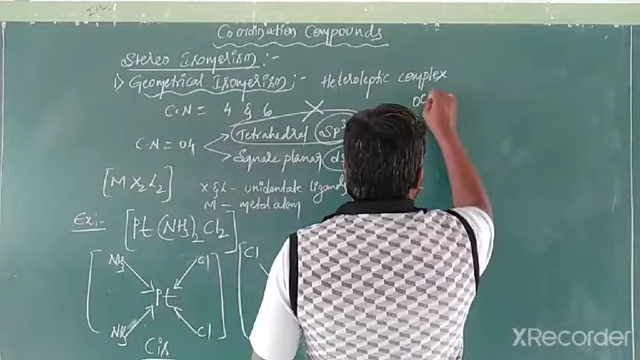 Coordination Compounds
Stereo Isomerism :-
1) Geometrical Isomerism :- Heteroleptic complex
C.N = 4 & 6
C.N = 04
Tetrahedral sp3
Square planar
[MX2L2]
X & L - unidentate ligands
M - metal atom
Ex:- [Pt(NH3)2Cl2]
NH3 Cl Cl
Pt
NH3 Cl
Cis
XRecorder